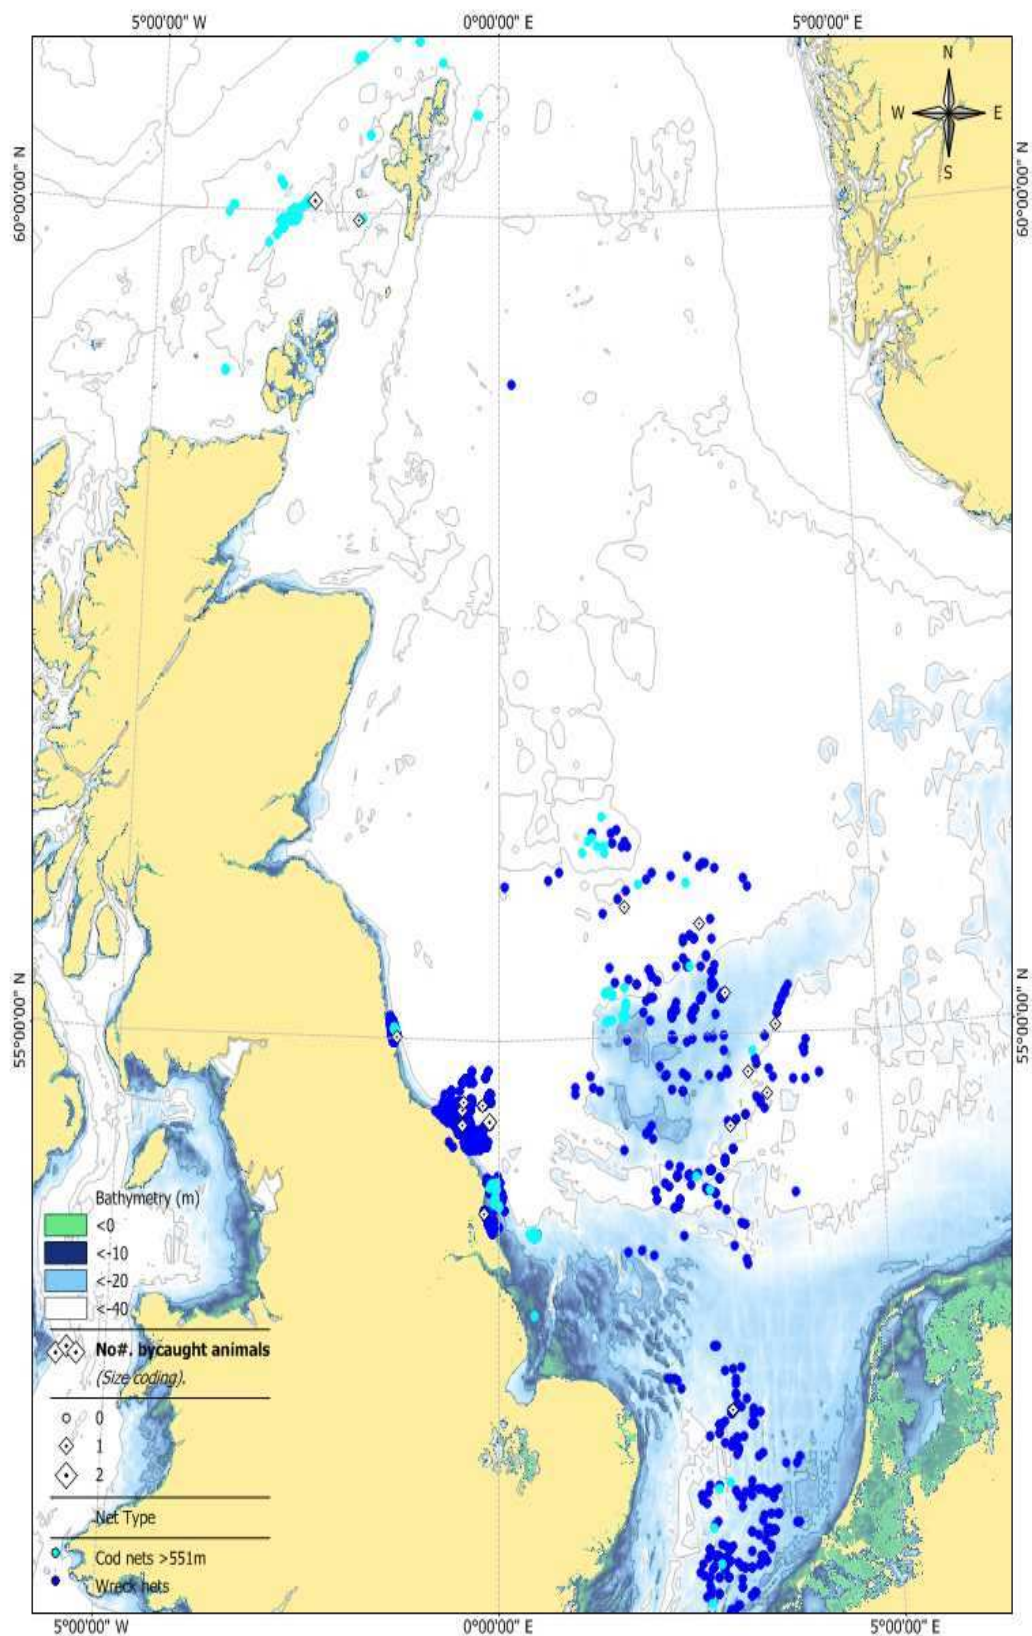 5°00'00" W 0°00'00" E 5°00'00" E
N
W E
S
60°00'00" N 60°00'00" N
55°00'00" N 55°00'00" N
Bathymetry (m)
<0
<-10
<-20
<-40
No#. bycaught animals
(Size coding).
0
1
2
Net Type
Cod nets >551m
Wreck nets
5°00'00" W 0°00'00" E 5°00'00" E